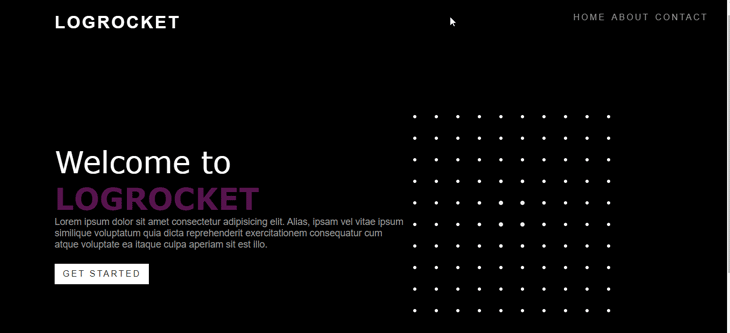 LOGROCKET
HOME ABOUT CONTACT
Welcome to
LOGROCKET
Lorem ipsum dolor sit amet consectetur adipisicing elit. Alias, ipsam vel vitae ipsum
similique voluptatum quia dicta reprehenderit exercitationem consequatur cum
atque voluptate ea itaque culpa aperiam sit est illo.
GET STARTED